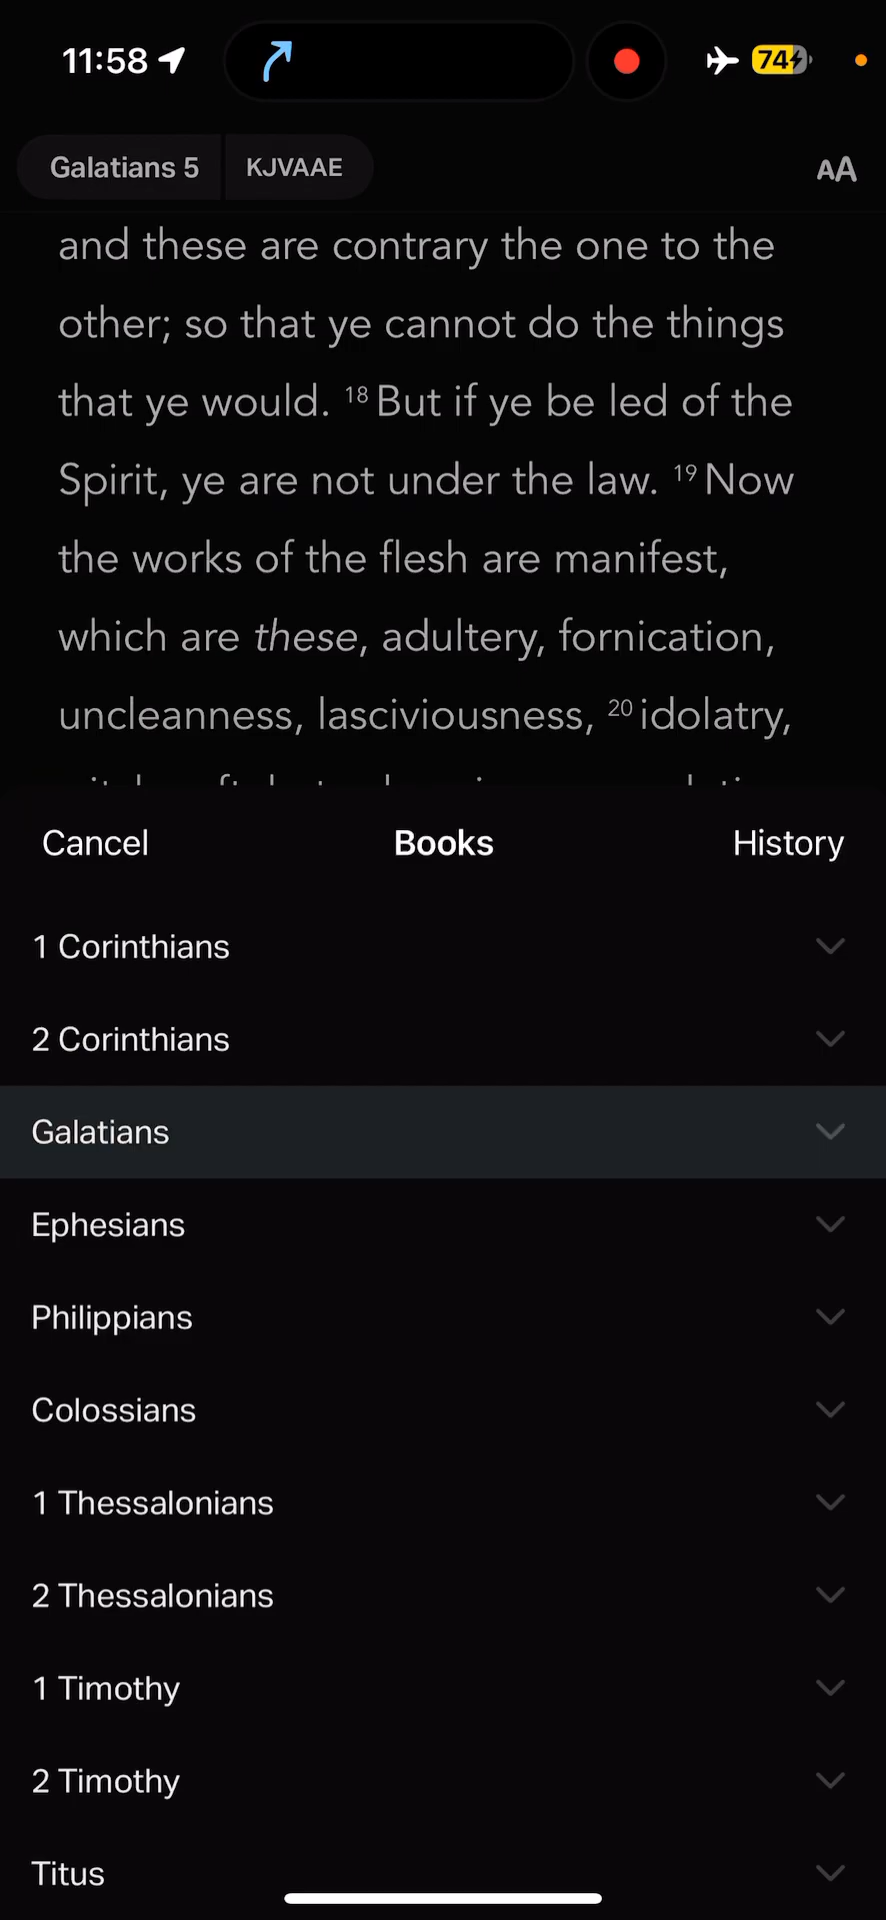 11:58
74
Galatians 5
KJVAAE
AA
and these are contrary the one to the
other; so that ye cannot do the things
that ye would. 18 But if ye be led of the
Spirit, ye are not under the law. 19 Now
the works of the flesh are manifest,
which are these, adultery, fornication,
uncleanness, lasciviousness, 20 idolatry,
Cancel
Books
History
1 Corinthians
2 Corinthians
Galatians
Ephesians
Philippians
Colossians
1 Thessalonians
2 Thessalonians
1 Timothy
2 Timothy
Titus